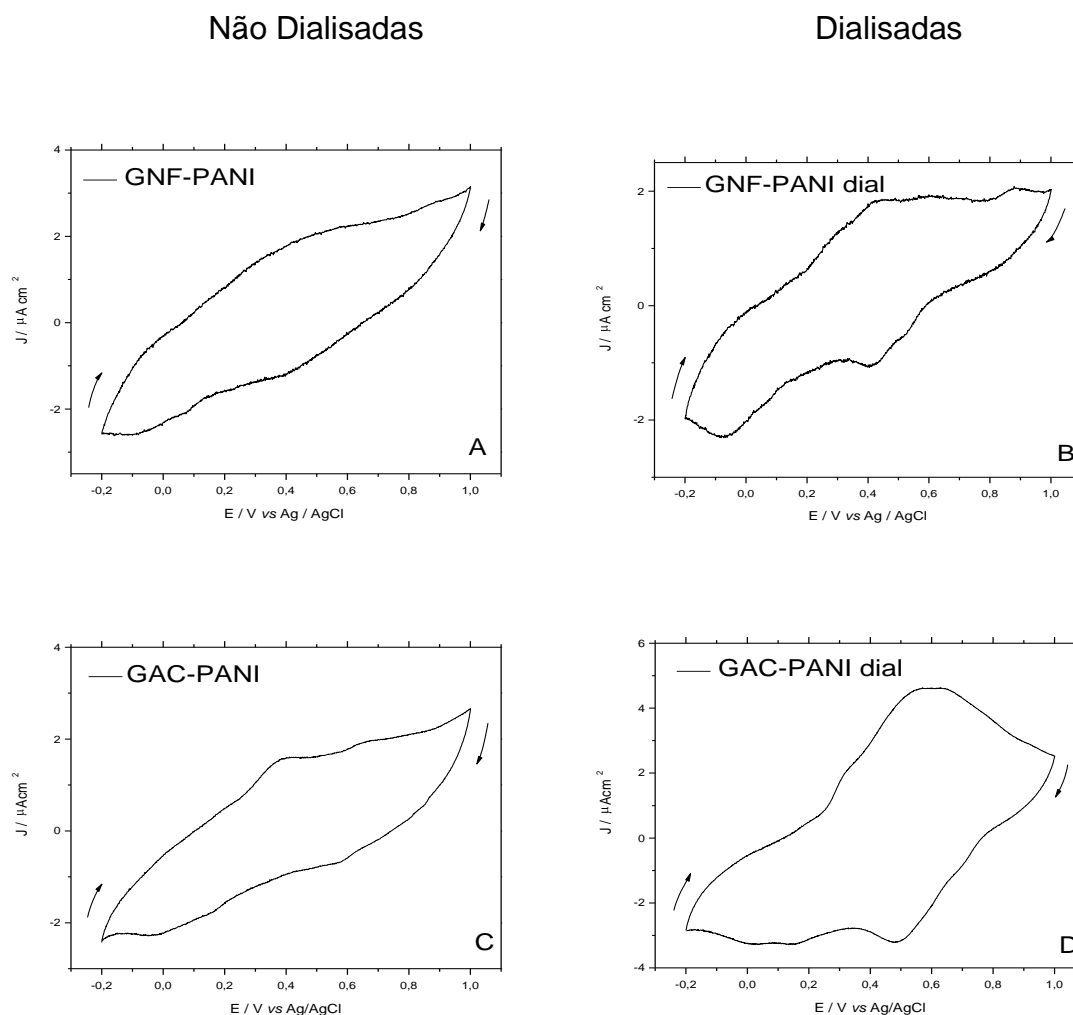 Não Dialisadas
Dialisadas
GNF-PANI
4
2
0
-2
J / μA cm ²
-0,2 0,0 0,2 0,4 0,6 0,8 1,0
E / V vs Ag / AgCl
A
GNF-PANI dial
2
0
-2
J / μA cm ²
-0,2 0,0 0,2 0,4 0,6 0,8 1,0
E / V vs Ag / AgCl
B
GAC-PANI
4
2
0
-2
J / μAcm ²
-0,2 0,0 0,2 0,4 0,6 0,8 1,0
E / V vs Ag/AgCl
C
GAC-PANI dial
6
4
2
0
-2
-4
J / μAcm ²
-0,2 0,0 0,2 0,4 0,6 0,8 1,0
E / V vs Ag/AgCl
D